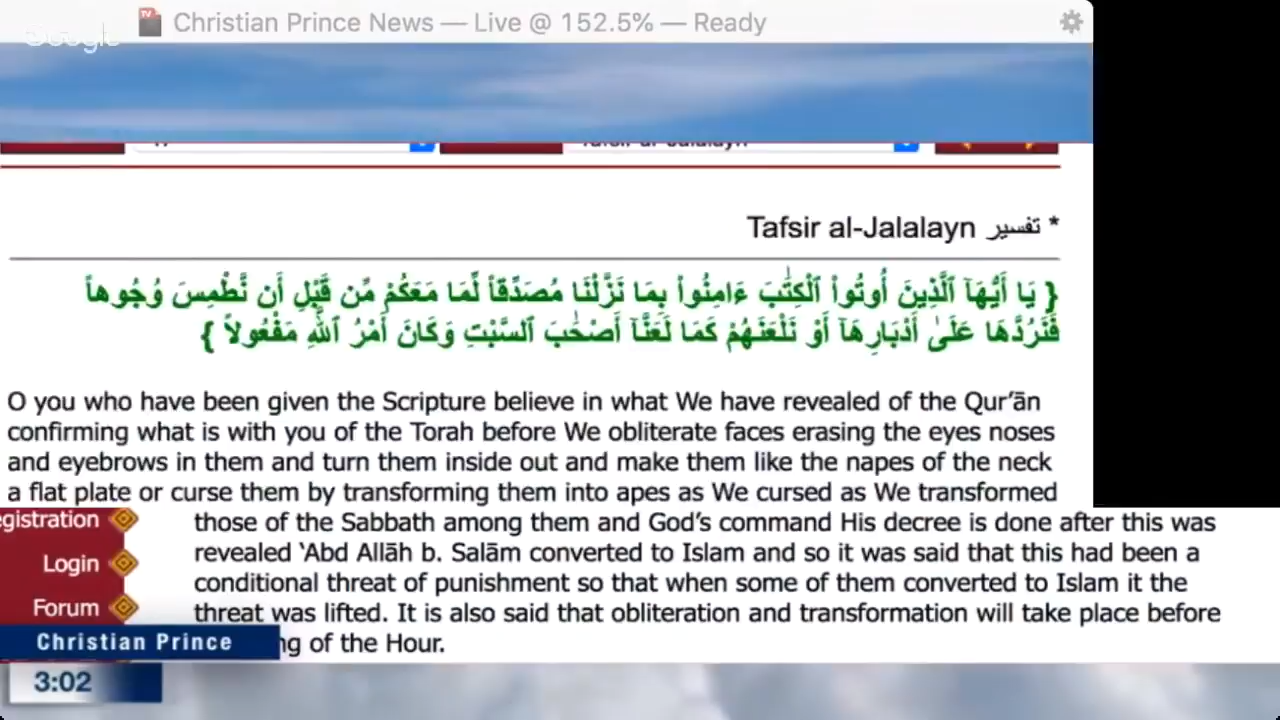 Google
Christian Prince News — Live @ 152.5% — Ready
Tafsir al-Jalalayn
* تفسير Tafsir al-Jalalayn
{ يَا أَيُّهَآ ٱلَّذِينَ أُوتُواْ ٱلْكِتَٰبَ ءَامِنُواْ بِمَا نَزَّلْنَا مُصَدِّقاً لِّمَا مَعَكُمْ مِّن قَبْلِ أَن نَّطْمِسَ وُجُوهاً
فَنَرُدَّهَا عَلَىٰ أَدْبَارِهَآ أَوْ نَلْعَنَهُمْ كَمَا لَعَنَّآ أَصْحَٰبَ ٱلسَّبْتِ وَكَانَ أَمْرُ ٱللَّهِ مَفْعُولاً }
O you who have been given the Scripture believe in what We have revealed of the Qur’ān
confirming what is with you of the Torah before We obliterate faces erasing the eyes noses
and eyebrows in them and turn them inside out and make them like the napes of the neck
a flat plate or curse them by transforming them into apes as We cursed as We transformed
those of the Sabbath among them and God’s command His decree is done after this was
revealed ‘Abd Allāh b. Salām converted to Islam and so it was said that this had been a
conditional threat of punishment so that when some of them converted to Islam it the
threat was lifted. It is also said that obliteration and transformation will take place before
ng of the Hour.
egistration
Login
Forum
Christian Prince
3:02